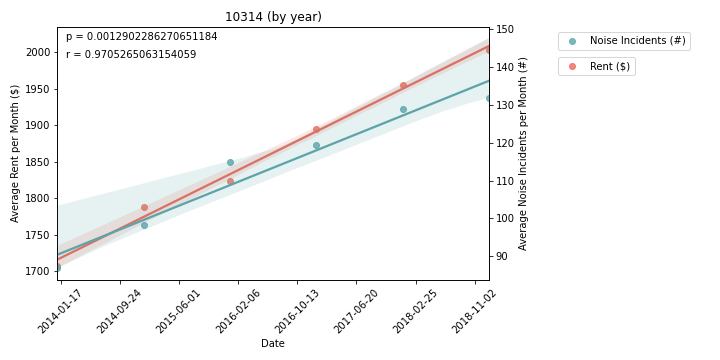 10314 (by year)
p = 0.0012902286270651184
r = 0.9705265063154059
Noise Incidents (#)
Rent ($)
Average Rent per Month ($)
2000
1950
1900
1850
1800
1750
1700
150
140
130
120
110
100
90
Average Noise Incidents per Month (#)
2014-01-17
2014-09-24
2015-06-01
2016-02-06
2016-10-13
2017-06-20
2018-02-25
2018-11-02
Date